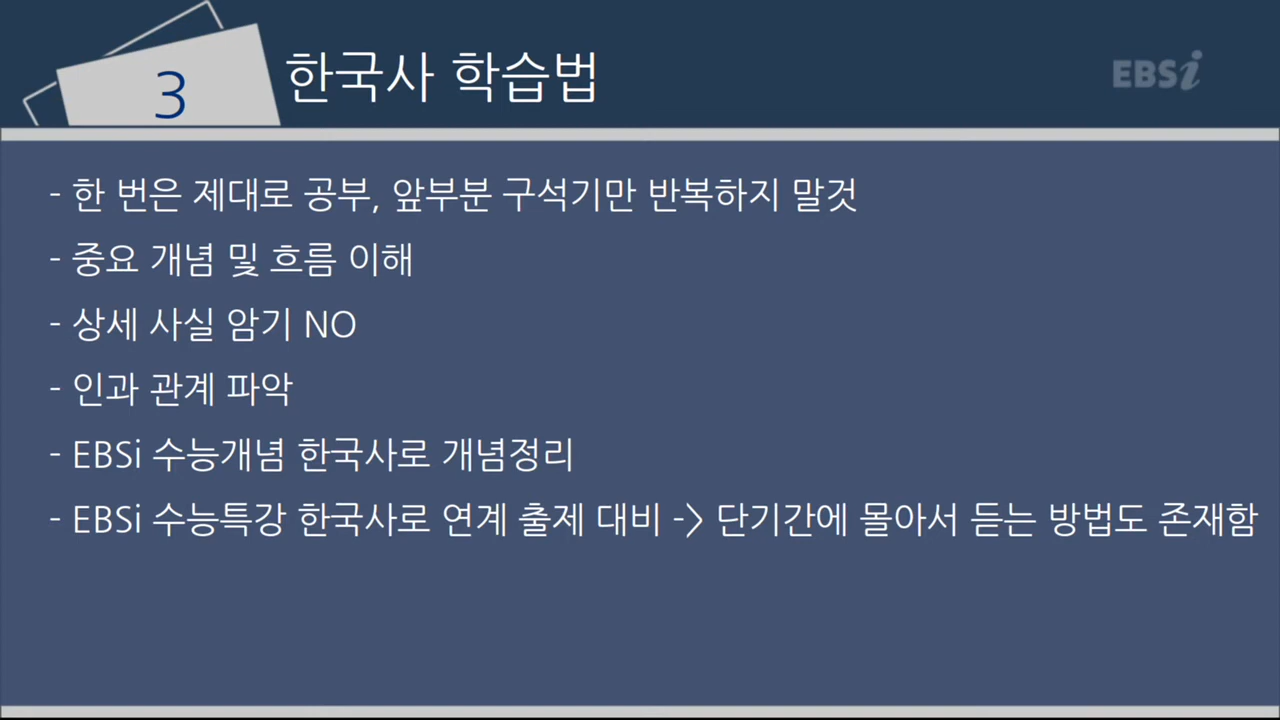 3
한국사 학습법
EBSi
- 한 번은 제대로 공부, 앞부분 구석기만 반복하지 말것
- 중요 개념 및 흐름 이해
- 상세 사실 암기 NO
- 인과 관계 파악
- EBSi 수능개념 한국사로 개념정리
- EBSi 수능특강 한국사로 연계 출제 대비 -> 단기간에 몰아서 듣는 방법도 존재함